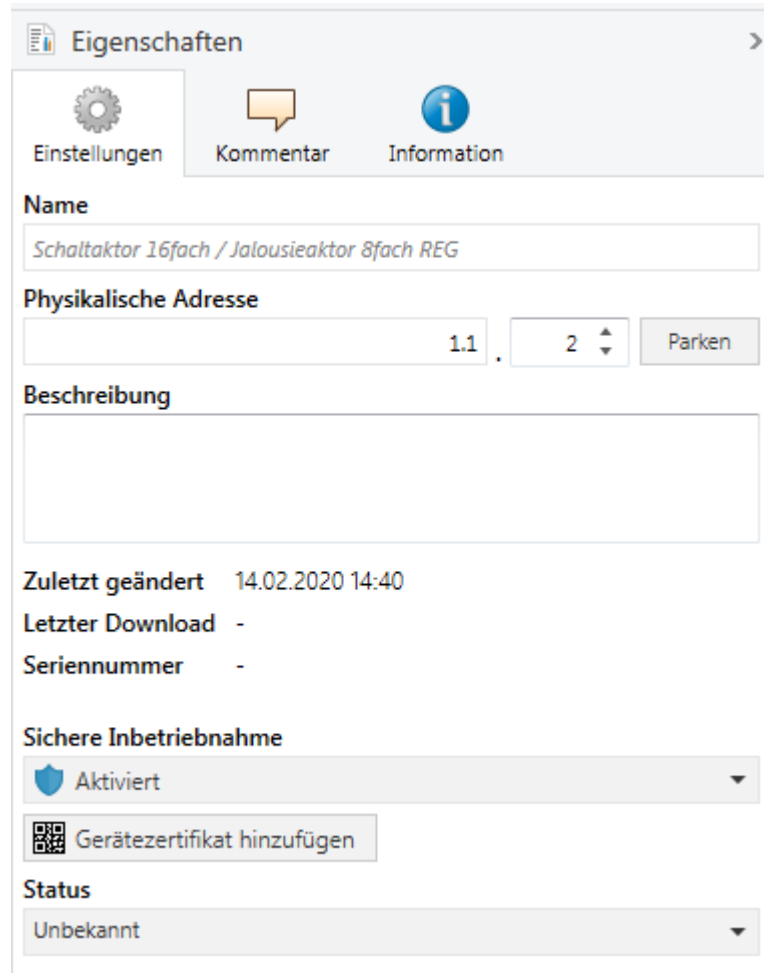 Eigenschaften
Einstellungen Kommentar Information
Name
Schaltaktor 16fach / Jalousieaktor 8fach REG
Physikalische Adresse
1.1 . 2 Parken
Beschreibung
Zuletzt geändert 14.02.2020 14:40
Letzter Download -
Seriennummer -
Sichere Inbetriebnahme
Aktiviert
Gerätezertifikat hinzufügen
Status
Unbekannt